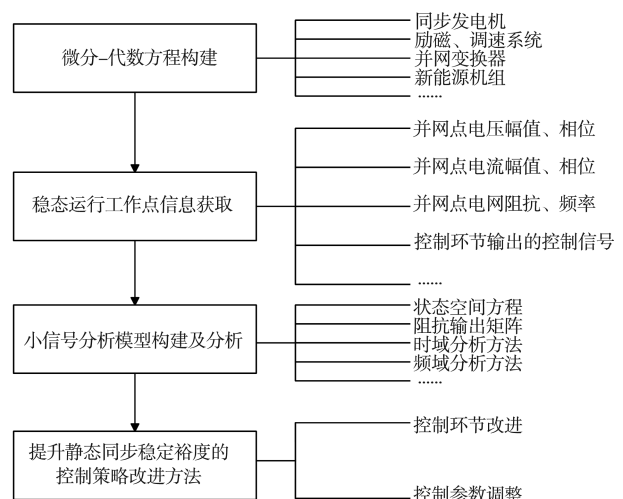 微分-代数方程构建
同步发电机
励磁、调速系统
并网变换器
新能源机组
......
稳态运行工作点信息获取
并网点电压幅值、相位
并网点电流幅值、相位
并网点电网阻抗、频率
控制环节输出的控制信号
......
小信号分析模型构建及分析
状态空间方程
阻抗输出矩阵
时域分析方法
频域分析方法
......
提升静态同步稳定裕度的
控制策略改进方法
控制环节改进
控制参数调整